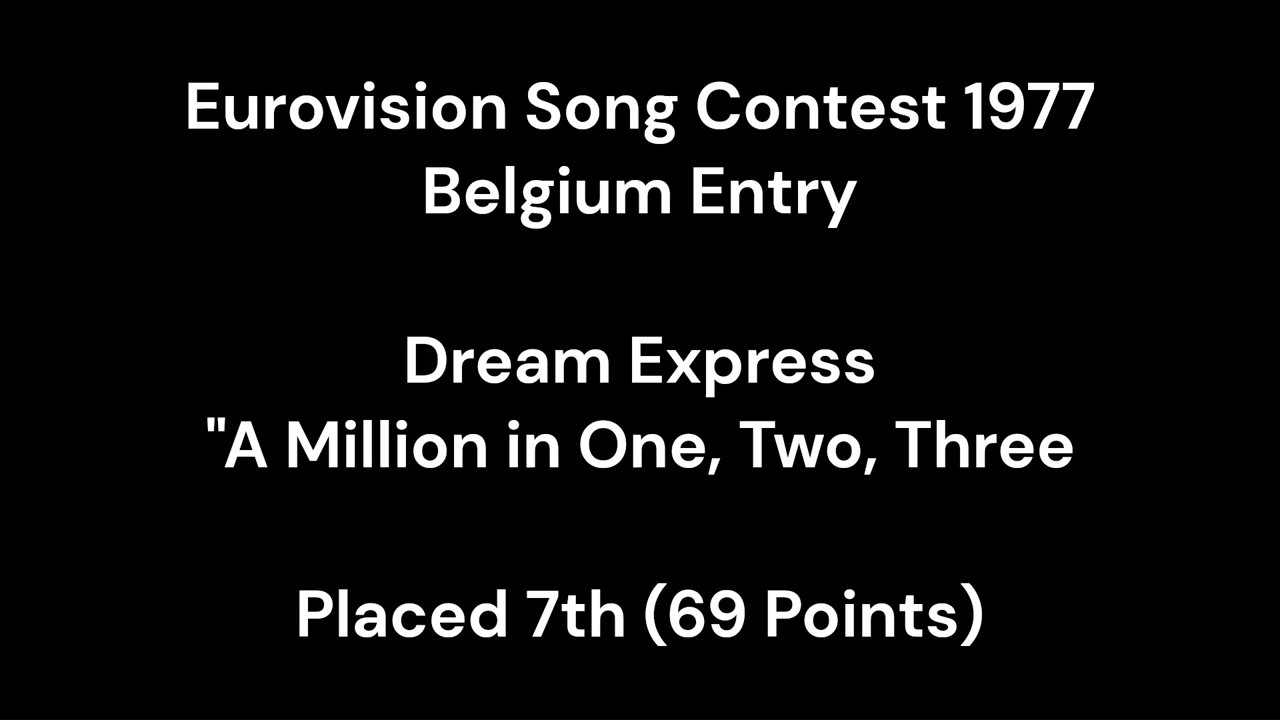 Eurovision Song Contest 1977
Belgium Entry
Dream Express
"A Million in One, Two, Three
Placed 7th (69 Points)